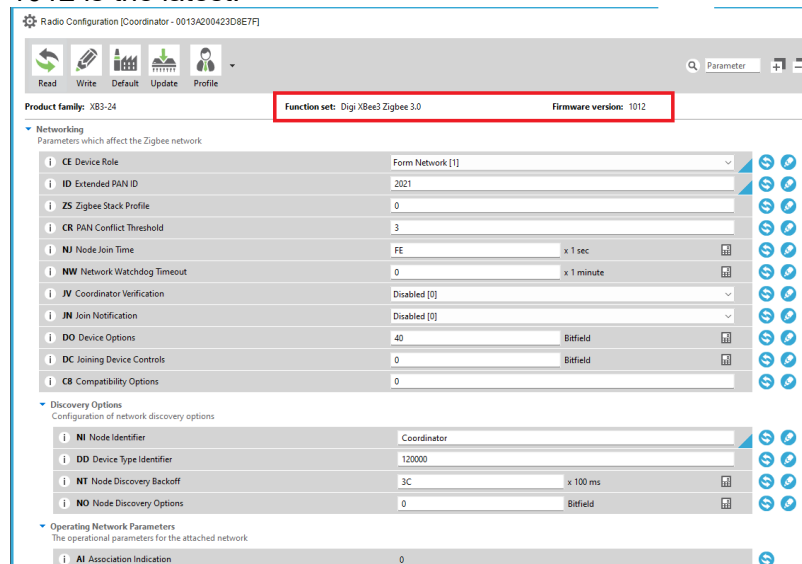 Radio Configuration [Coordinator - 0013A200423D8E7F]
Read Write Default Update Profile Parameter
Product family: XB3-24 Function set: Digi XBee3 Zigbee 3.0 Firmware version: 1012
Networking
Parameters which affect the Zigbee network
i CE Device Role Form Network [1]
i ID Extended PAN ID 2021
i ZS Zigbee Stack Profile 0
i CR PAN Conflict Threshold 3
i NJ Node Join Time FE x 1 sec
i NW Network Watchdog Timeout 0 x 1 minute
i JV Coordinator Verification Disabled [0]
i JN Join Notification Disabled [0]
i DO Device Options 40 Bitfield
i DC Joining Device Controls 0 Bitfield
i C8 Compatibility Options 0
Discovery Options
Configuration of network discovery options
i NI Node Identifier Coordinator
i DD Device Type Identifier 120000
i NT Node Discovery Backoff 3C x 100 ms
i NO Node Discovery Options 0 Bitfield
Operating Network Parameters
The operational parameters for the attached network
i AI Association Indication 0